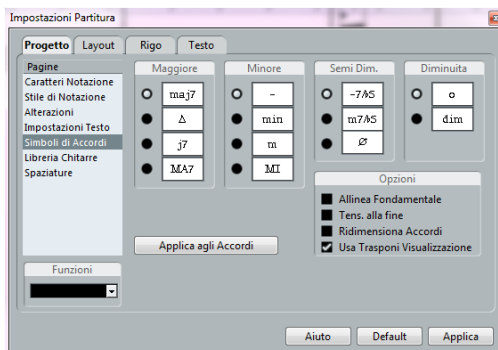 Impostazioni Partitura
Progetto Layout Rigo Testo
Pagine
Caratteri Notazione
Stile di Notazione
Alterazioni
Impostazioni Testo
Simboli di Accordi
Libreria Chitarre
Spaziature
Funzioni
Maggiore
maj7
Δ
j7
MA7
Minore
-
min
m
MI
Semi Dim.
-7/b5
m7/b5
Ø
Diminuita
o
dim
Opzioni
Allinea Fondamentale
Tens. alla fine
Ridimensiona Accordi
Usa Trasponi Visualizzazione
Applica agli Accordi
Aiuto Default Applica